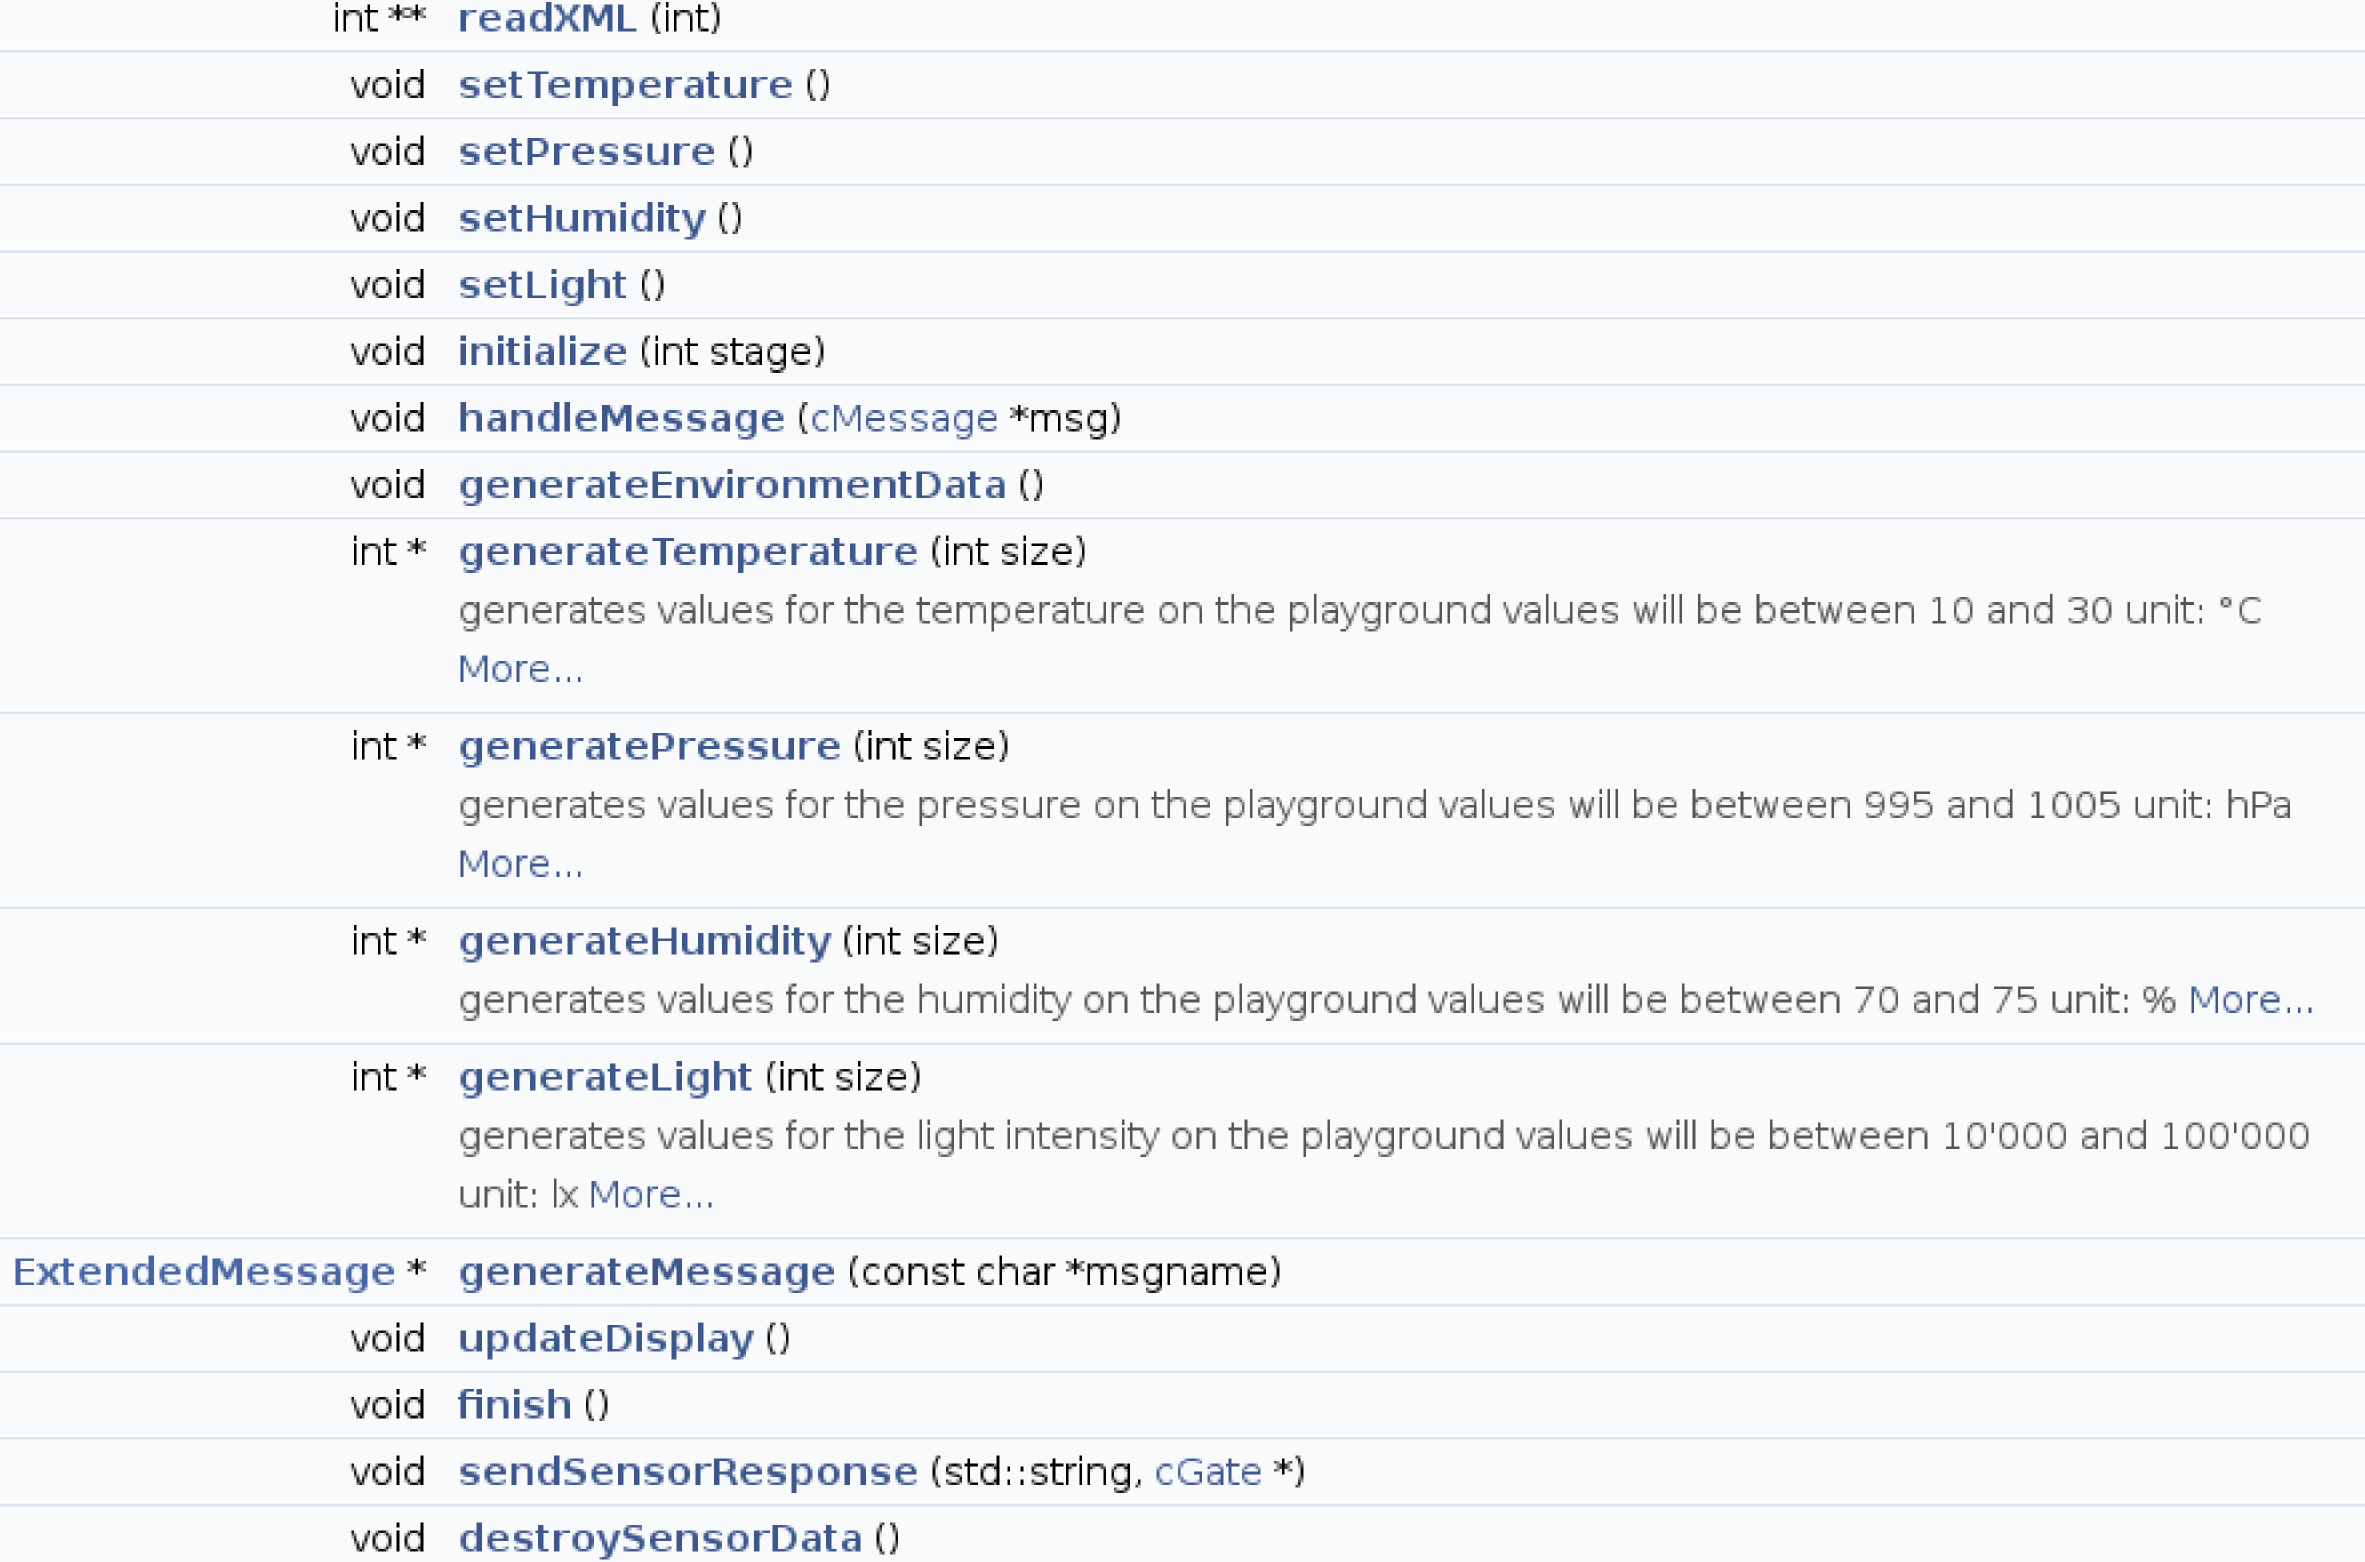 int ** readXML (int)
void setTemperature ()
void setPressure ()
void setHumidity ()
void setLight ()
void initialize (int stage)
void handleMessage (cMessage *msg)
void generateEnvironmentData ()
int * generateTemperature (int size)
generates values for the temperature on the playground values will be between 10 and 30 unit: °C
More...
int * generatePressure (int size)
generates values for the pressure on the playground values will be between 995 and 1005 unit: hPa
More...
int * generateHumidity (int size)
generates values for the humidity on the playground values will be between 70 and 75 unit: % More...
int * generateLight (int size)
generates values for the light intensity on the playground values will be between 10'000 and 100'000
unit: lx More...
ExtendedMessage * generateMessage (const char *msgname)
void updateDisplay ()
void finish ()
void sendSensorResponse (std::string, cGate *)
void destroySensorData ()